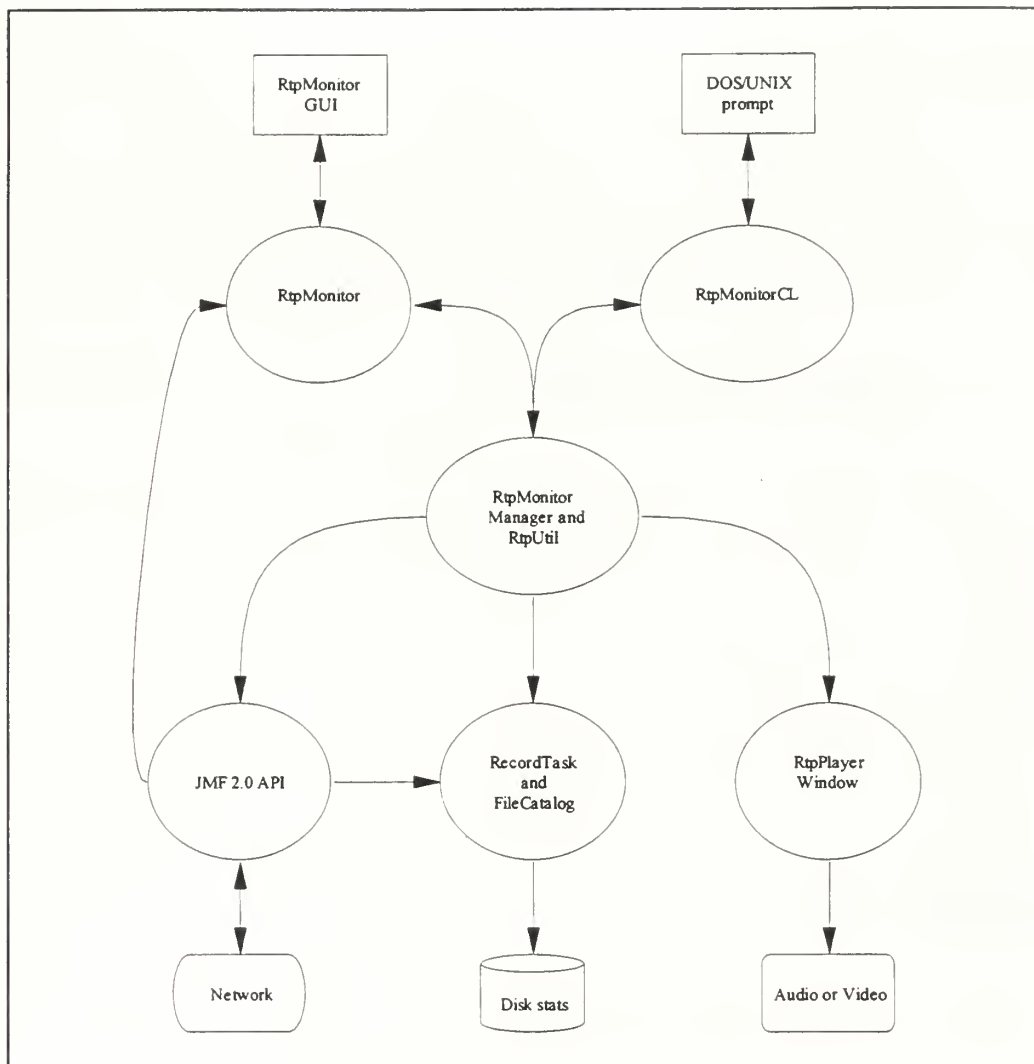 RtpMonitor
GUI
DOS/UNIX
prompt
RtpMonitor
RtpMonitorCL
RtpMonitor
Manager and
RtpUtil
JMF 2.0 API
RecordTask
and
FileCatalog
RtpPlayer
Window
Network
Disk stats
Audio or Video